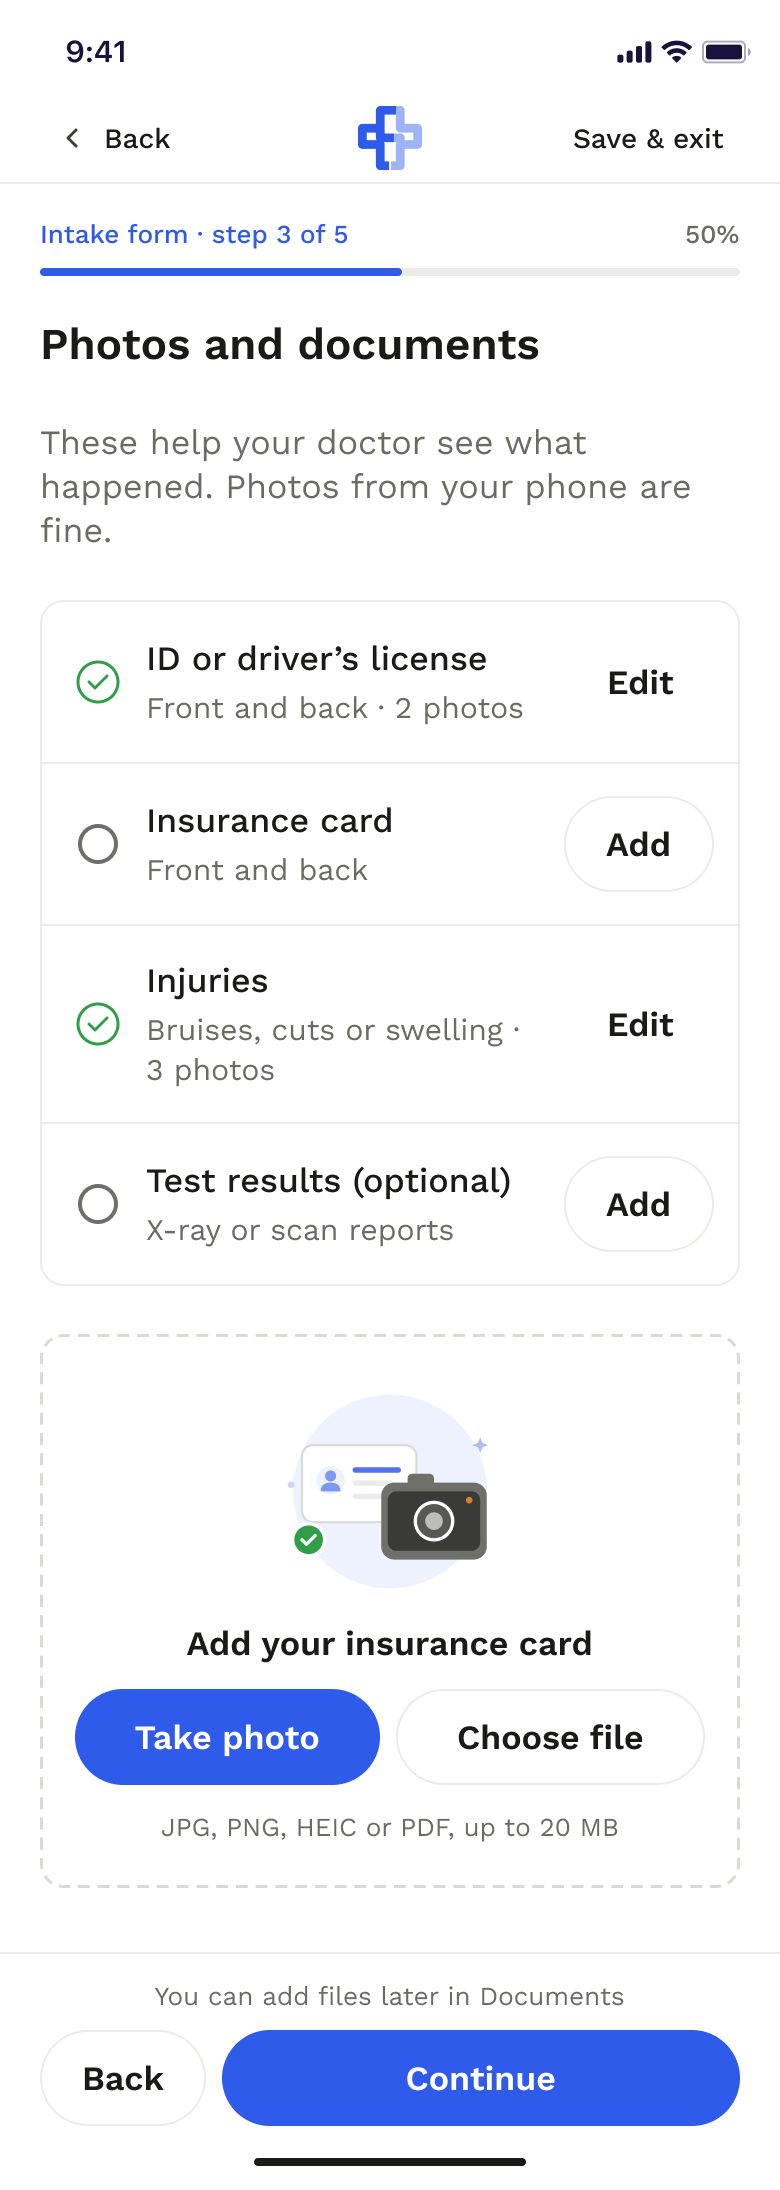 9:41
Back
Save & exit
Intake form · step 3 of 5
50%
Photos and documents
These help your doctor see what
happened. Photos from your phone are
fine.
ID or driver’s license
Front and back · 2 photos
Edit
Insurance card
Front and back
Add
Injuries
Bruises, cuts or swelling ·
3 photos
Edit
Test results (optional)
X-ray or scan reports
Add
Add your insurance card
Take photo
Choose file
JPG, PNG, HEIC or PDF, up to 20 MB
You can add files later in Documents
Back
Continue